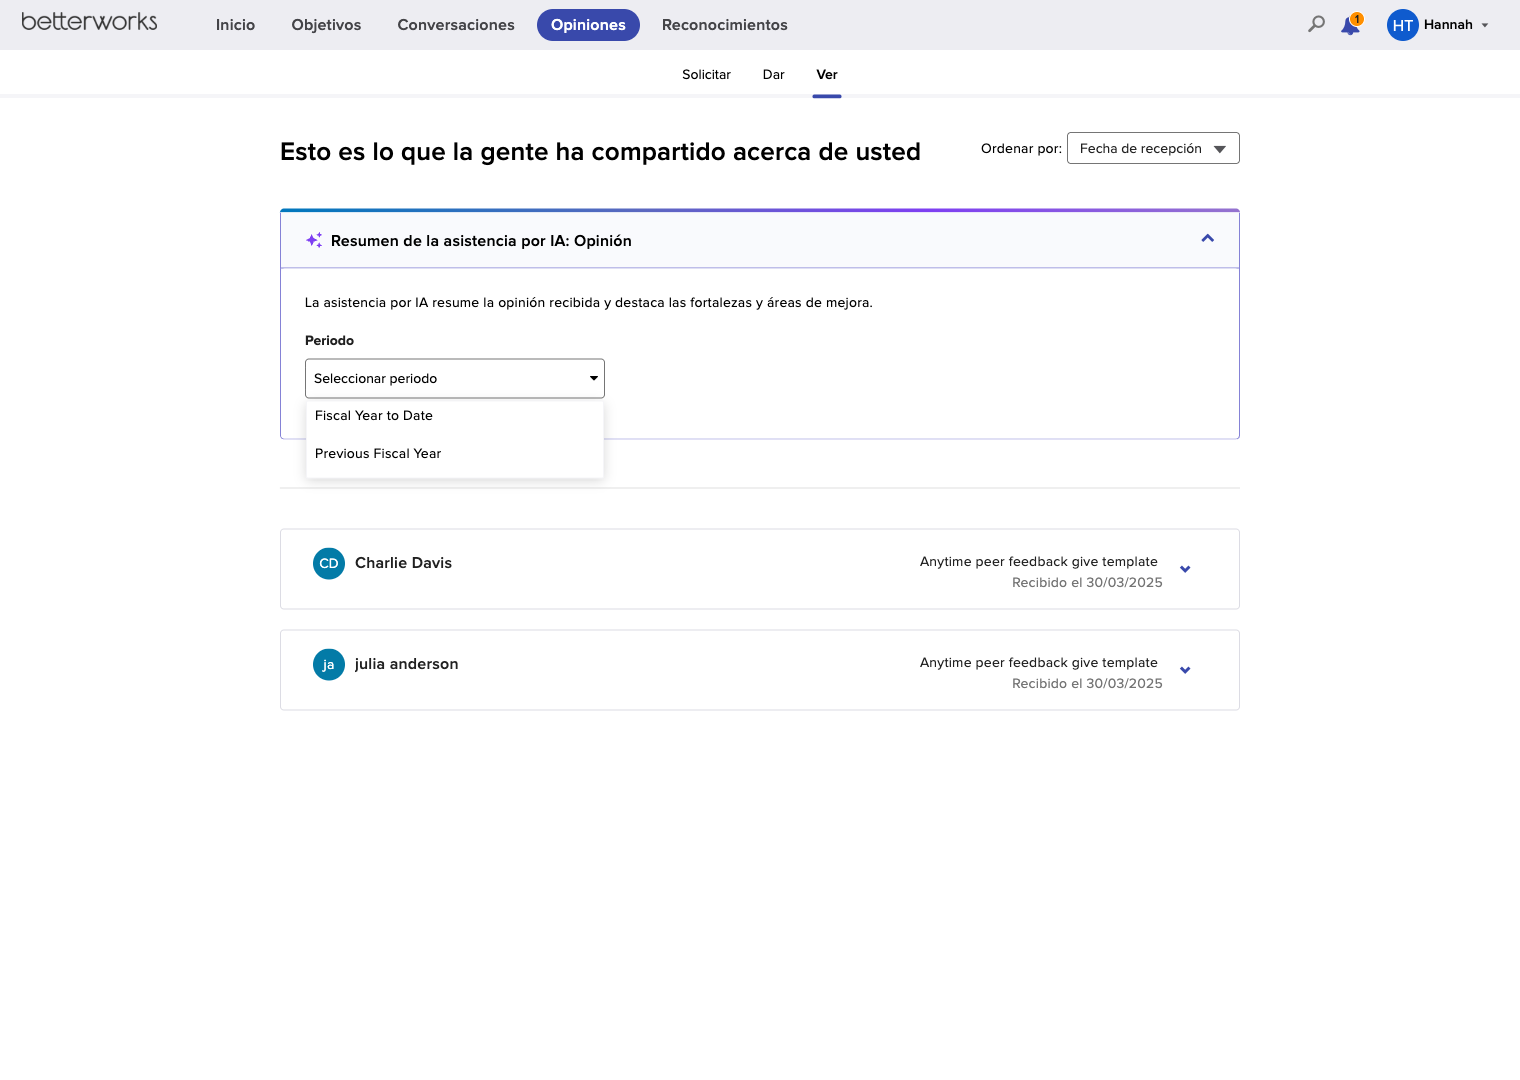 betterworks Inicio Objetivos Conversaciones Opiniones Reconocimientos 1 HT Hannah
Solicitar Dar Ver
Esto es lo que la gente ha compartido acerca de usted
Ordenar por: Fecha de recepción
Resumen de la asistencia por IA: Opinión
La asistencia por IA resume la opinión recibida y destaca las fortalezas y áreas de mejora.
Periodo
Seleccionar periodo
Fiscal Year to Date
Previous Fiscal Year
CD Charlie Davis Anytime peer feedback give template
Recibido el 30/03/2025
ja julia anderson Anytime peer feedback give template
Recibido el 30/03/2025